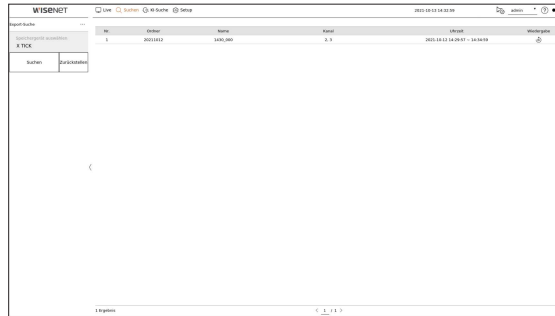 WISENET
Live Suchen KI-Suche Setup 2021-10-13 14:32:59 admin
Export-Suche ...
Speichergerät auswählen
X TICK
Suchen Zurückstellen
Nr. Ordner Name Kanal Uhrzeit Wiedergabe
1 20211012 1430_000 2, 3 2021-10-12 14:29:57 ~ 14:34:59
1 Ergebnis < 1 / 1 >